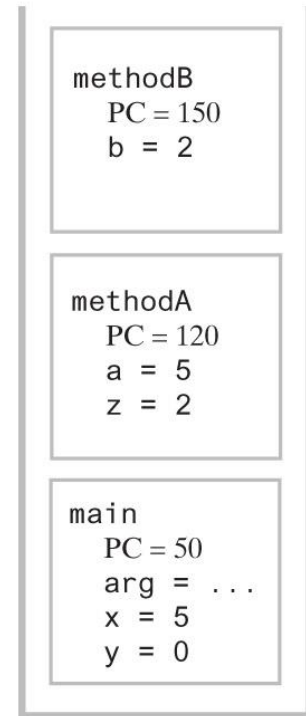 methodB
PC = 150
b = 2
methodA
PC = 120
a = 5
z = 2
main
PC = 50
arg = ...
x = 5
y = 0